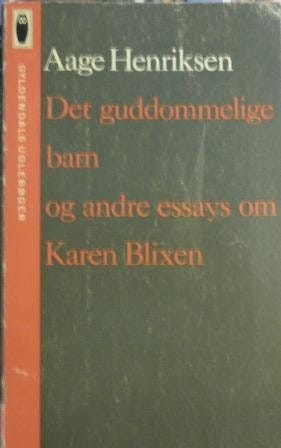 Aage Henriksen
Det guddommelige
barn
og andre essays om
Karen Blixen
GYLDENDALS UGLEBØGER